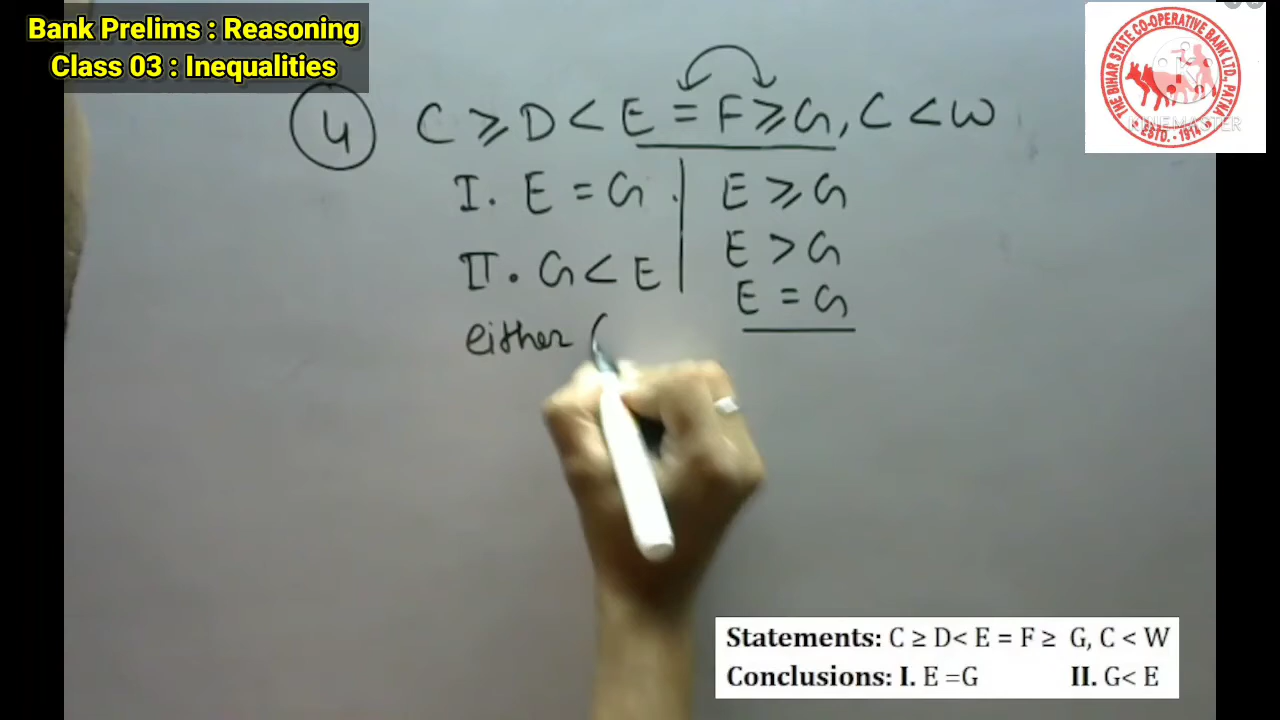 Bank Prelims : Reasoning
Class 03 : Inequalities
THE BIHAR STATE CO-OPERATIVE BANK LTD., PATNA
ESTD. - 1914
KINEMASTER
4 C ⩾ D < E = F ⩾ G, C < W
I. E = G E ⩾ G
II. G < E E > G
E = G
either (
Statements: C ≥ D< E = F ≥ G, C < W
Conclusions: I. E =G II. G< E